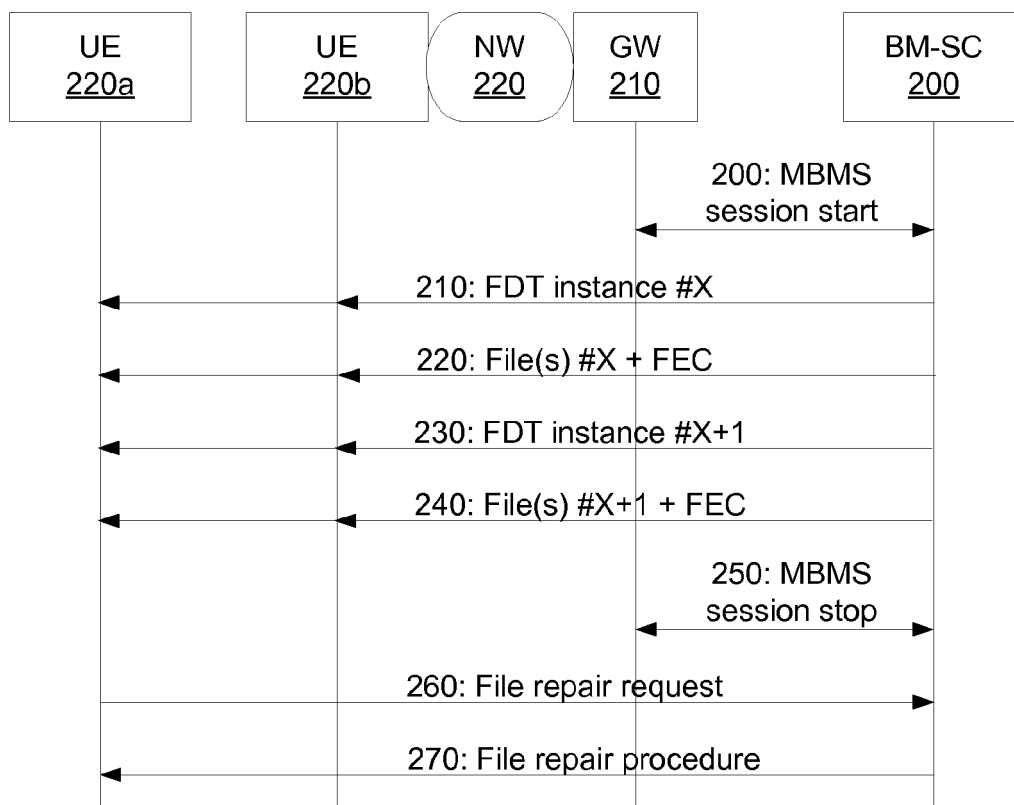 UE
220a
UE
220b
NW
220
GW
210
BM-SC
200
200: MBMS
session start
210: FDT instance #X
220: File(s) #X + FEC
230: FDT instance #X+1
240: File(s) #X+1 + FEC
250: MBMS
session stop
260: File repair request
270: File repair procedure